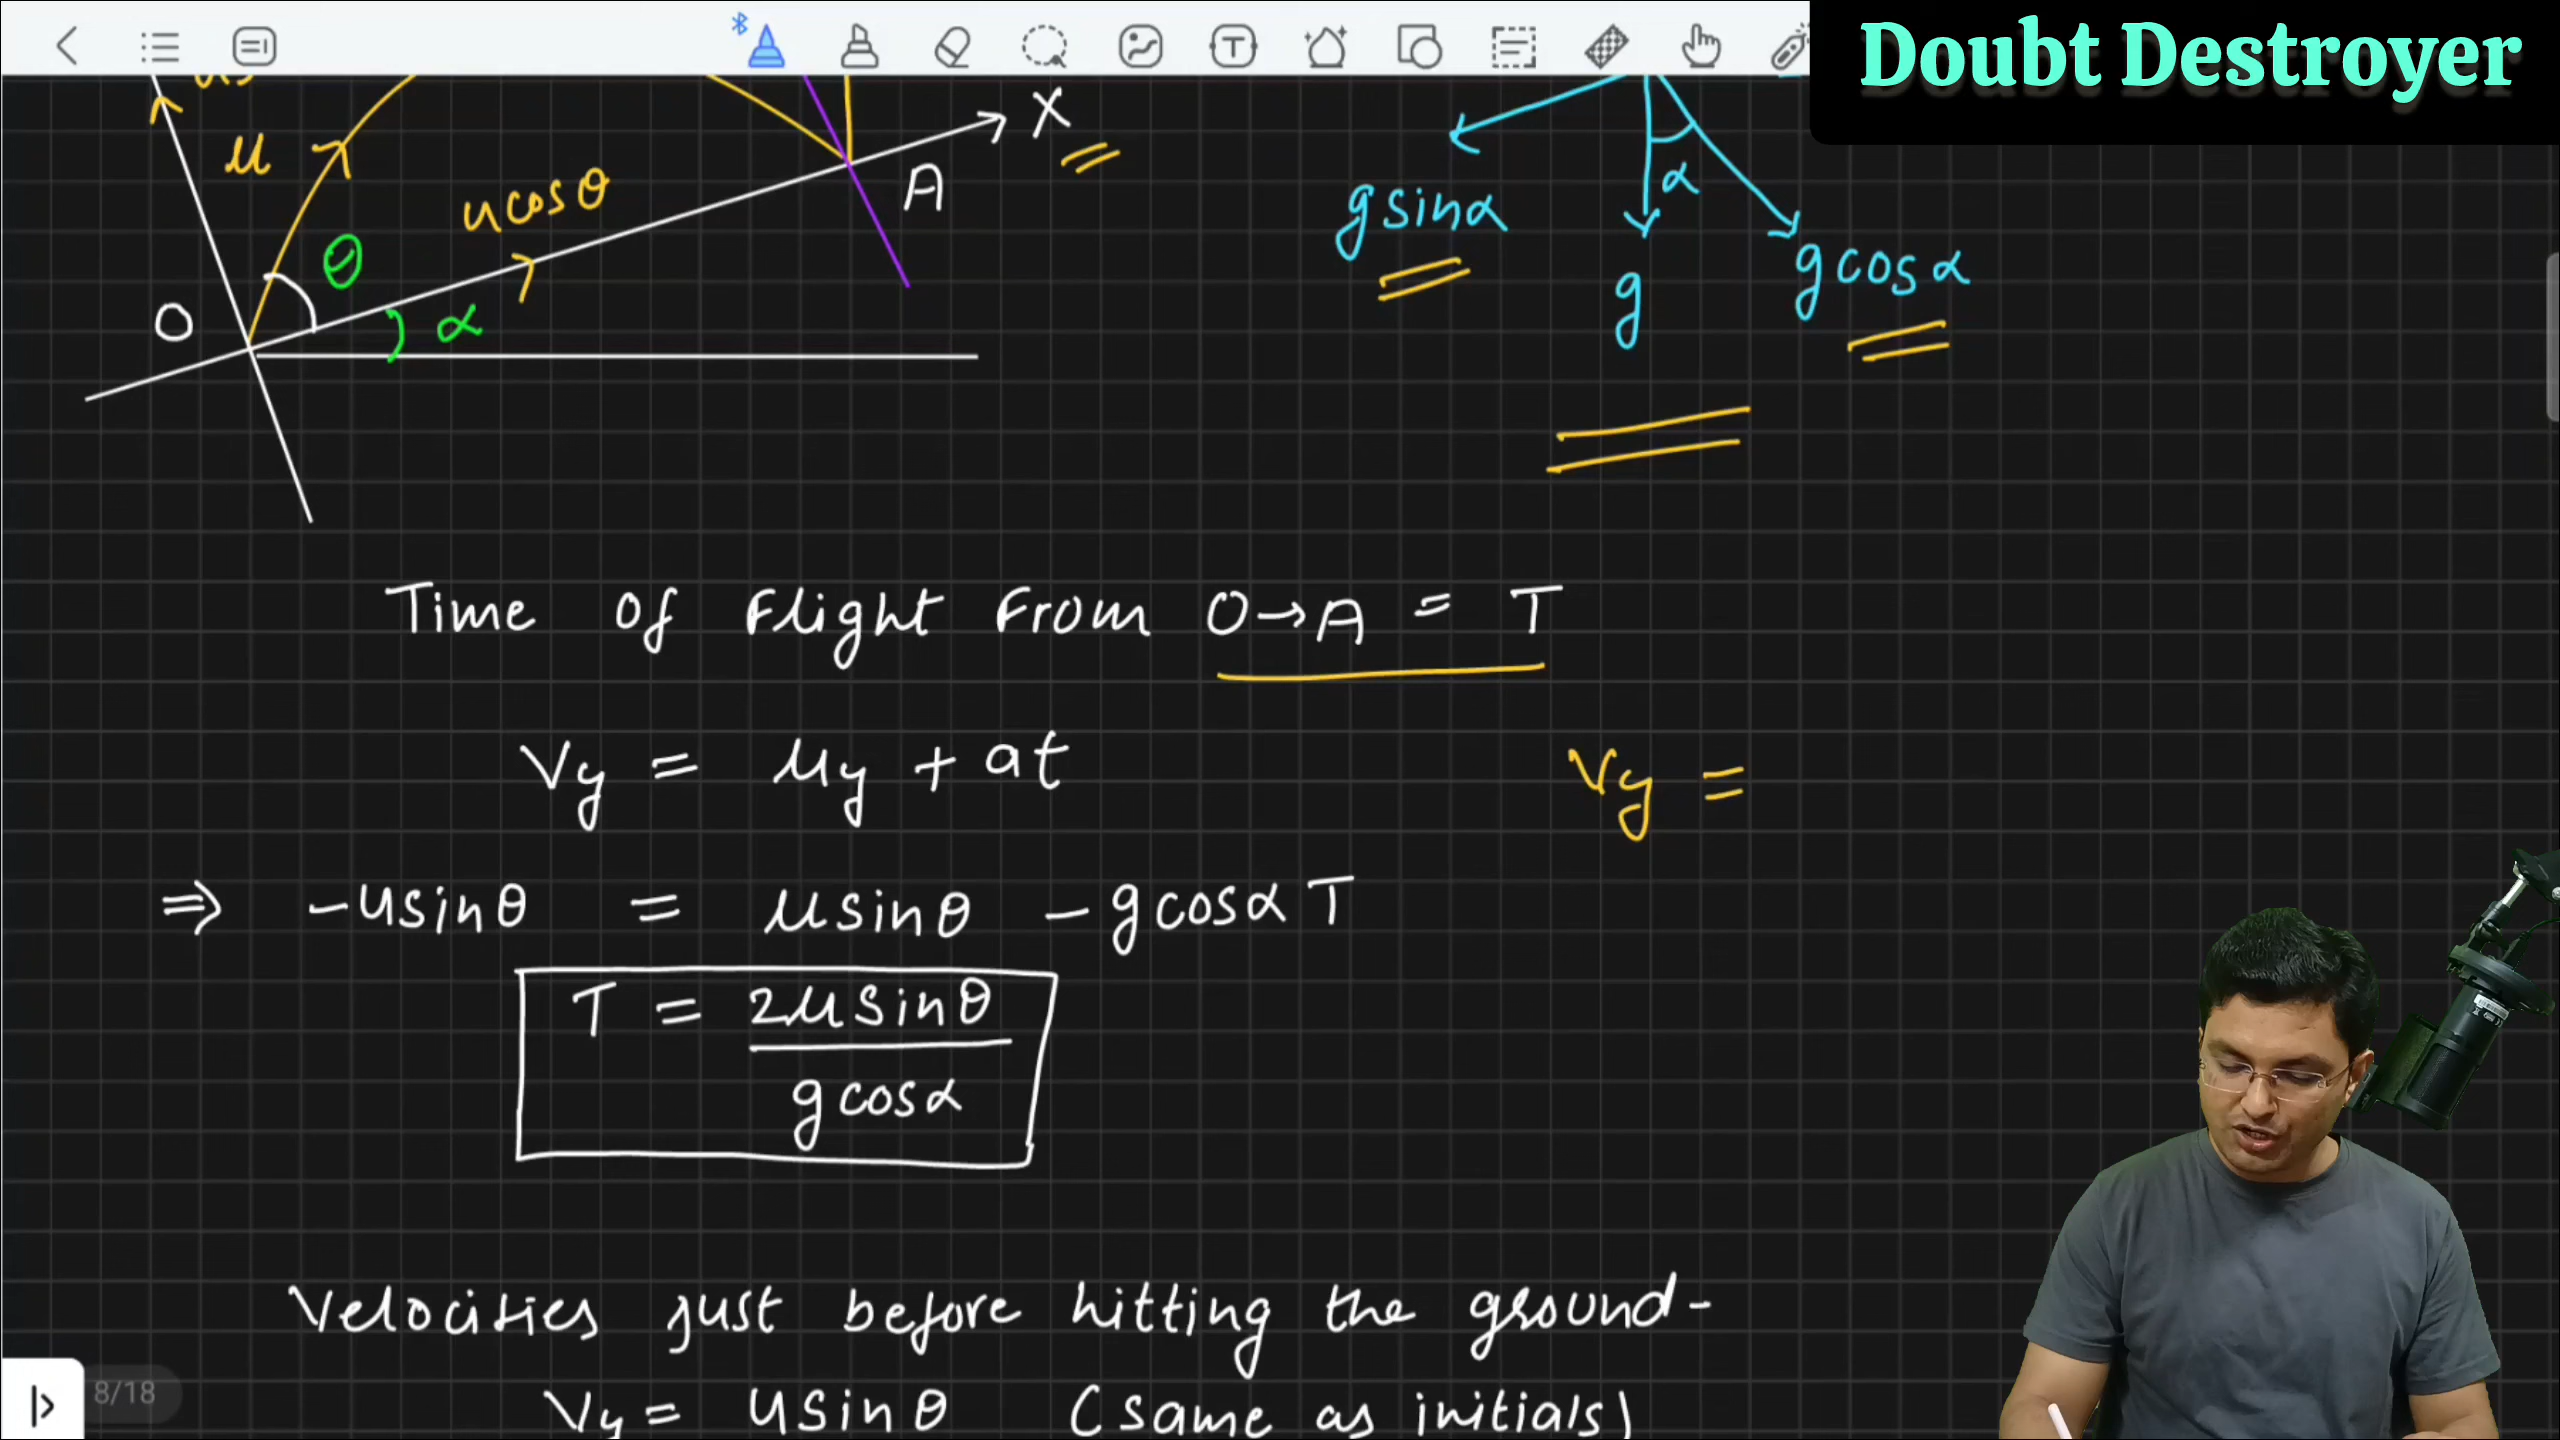 Doubt Destroyer
X
u
A
ucosθ
θ
O
α
α
gsinα
gcosα
g
Time Of Flight From O→A = T
Vy = uy + at
Vy =
⇒ -usinθ = usinθ - gcosα T
T = 2usinθ
gcosα
Velocities just before hitting the ground-
Vy = usinθ (same as initials)
8/18